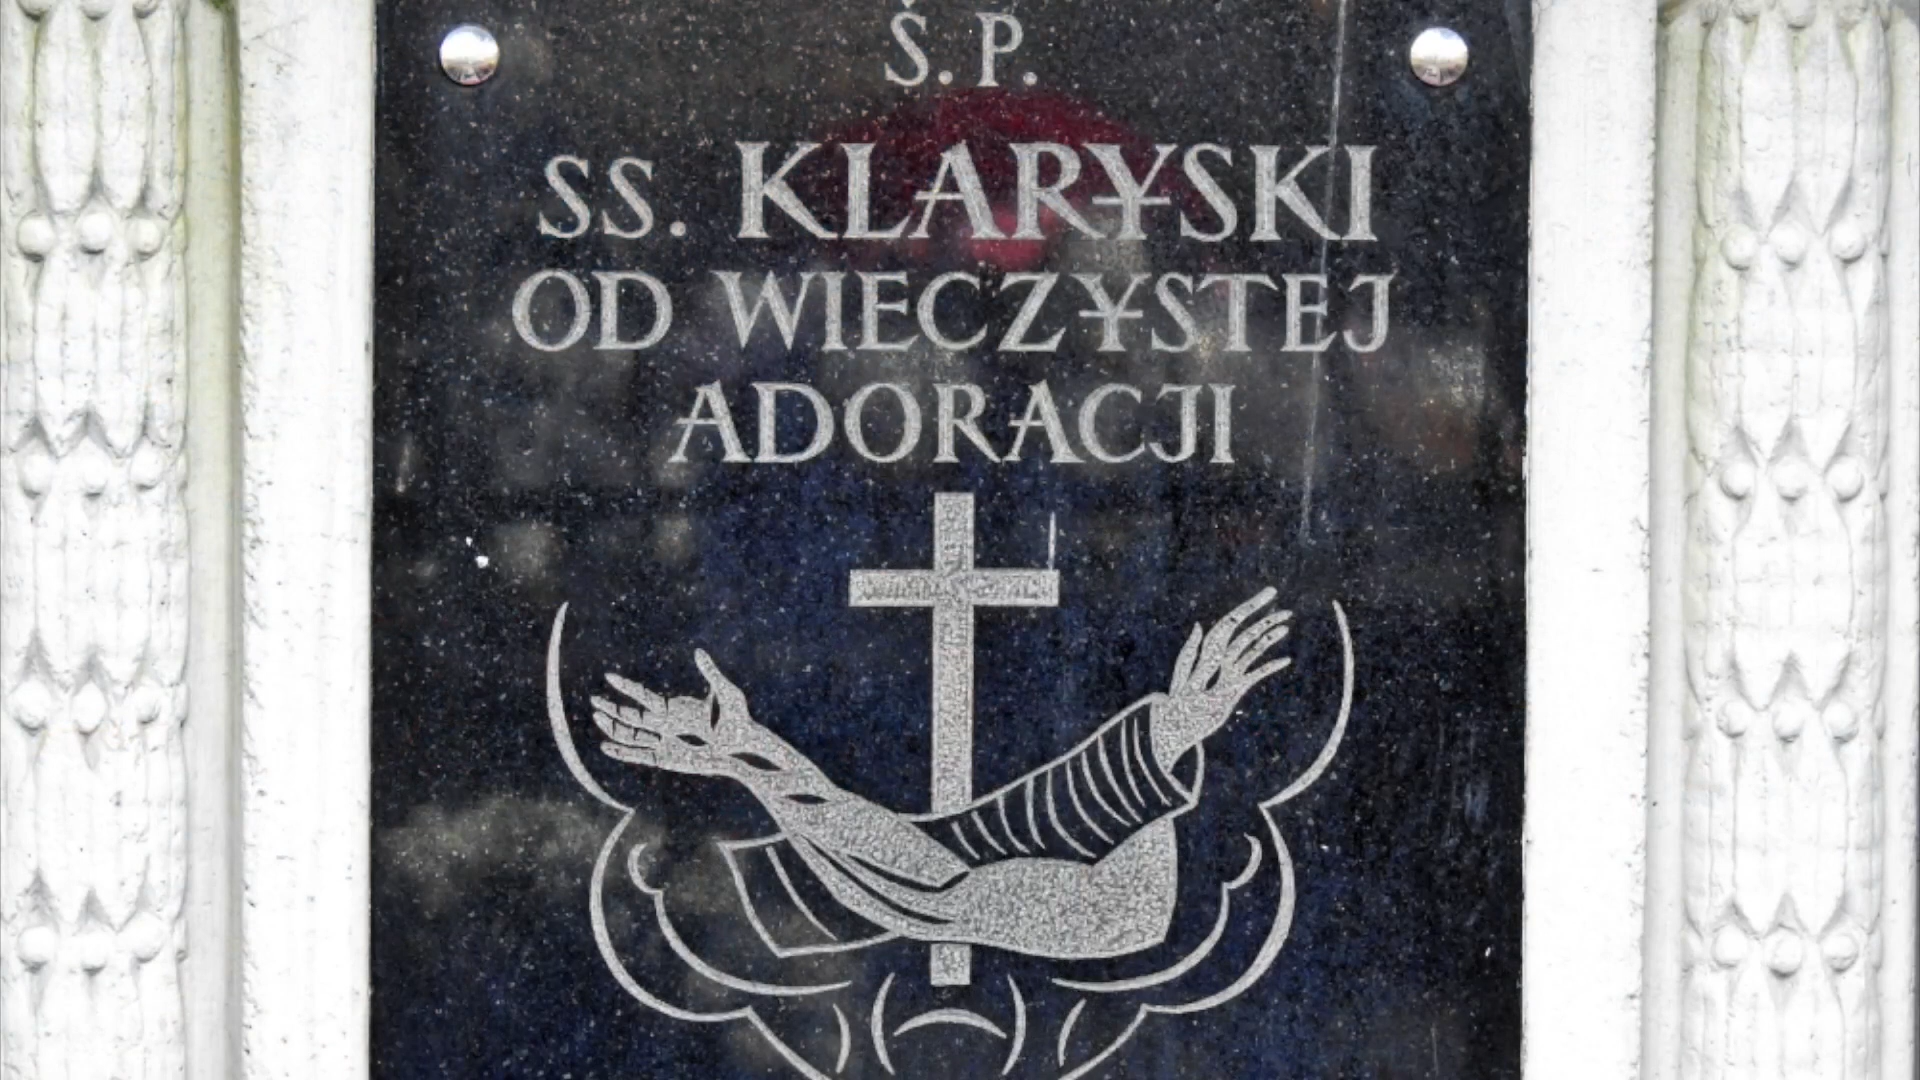 Ś. P.
SS. KLARYSKI
OD WIECZYSTEJ
ADORACJI